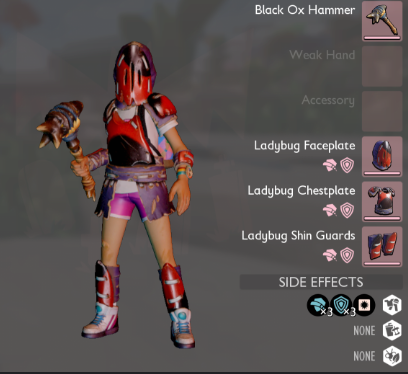 Black Ox Hammer
Weak Hand
Accessory
Ladybug Faceplate
Ladybug Chestplate
Ladybug Shin Guards
SIDE EFFECTS
x3 x3
NONE
NONE